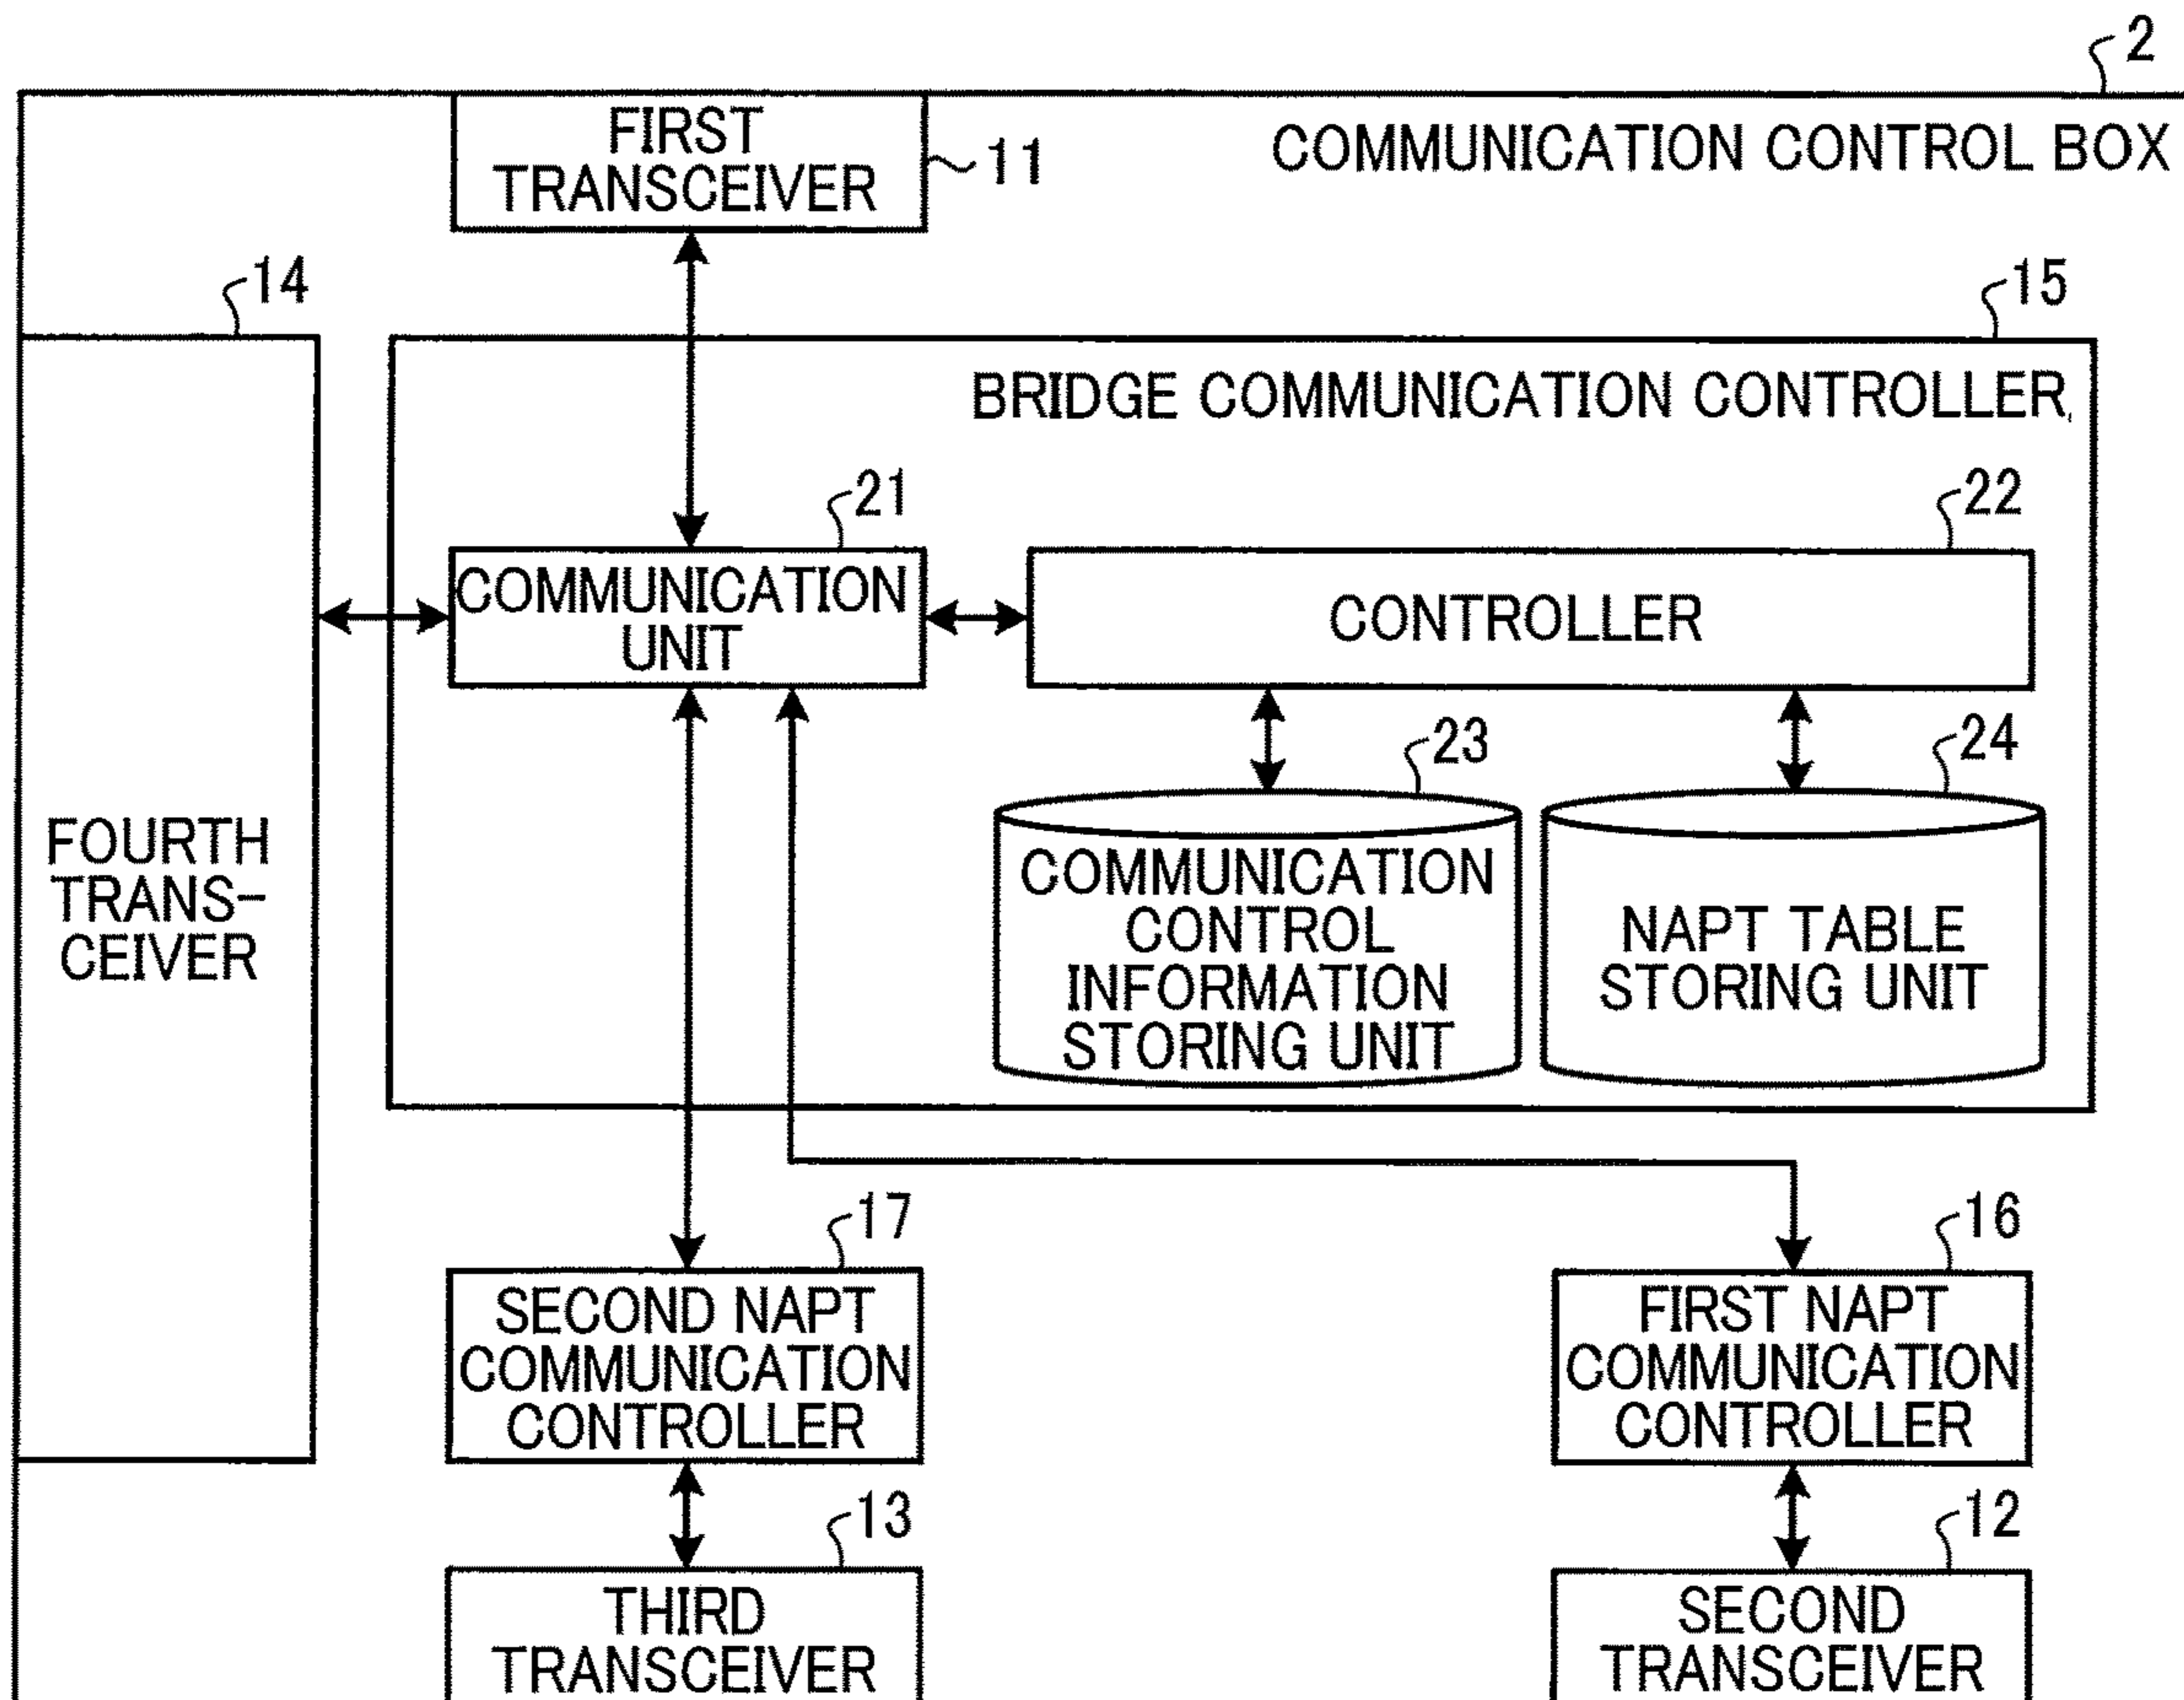 2
COMMUNICATION CONTROL BOX
FIRST
TRANSCEIVER
11
14
15
BRIDGE COMMUNICATION CONTROLLER
21
22
COMMUNICATION
UNIT
CONTROLLER
23
24
FOURTH
TRANS-
CEIVER
COMMUNICATION
CONTROL
INFORMATION
STORING UNIT
NAPT TABLE
STORING UNIT
17
16
SECOND NAPT
COMMUNICATION
CONTROLLER
FIRST NAPT
COMMUNICATION
CONTROLLER
13
12
THIRD
TRANSCEIVER
SECOND
TRANSCEIVER